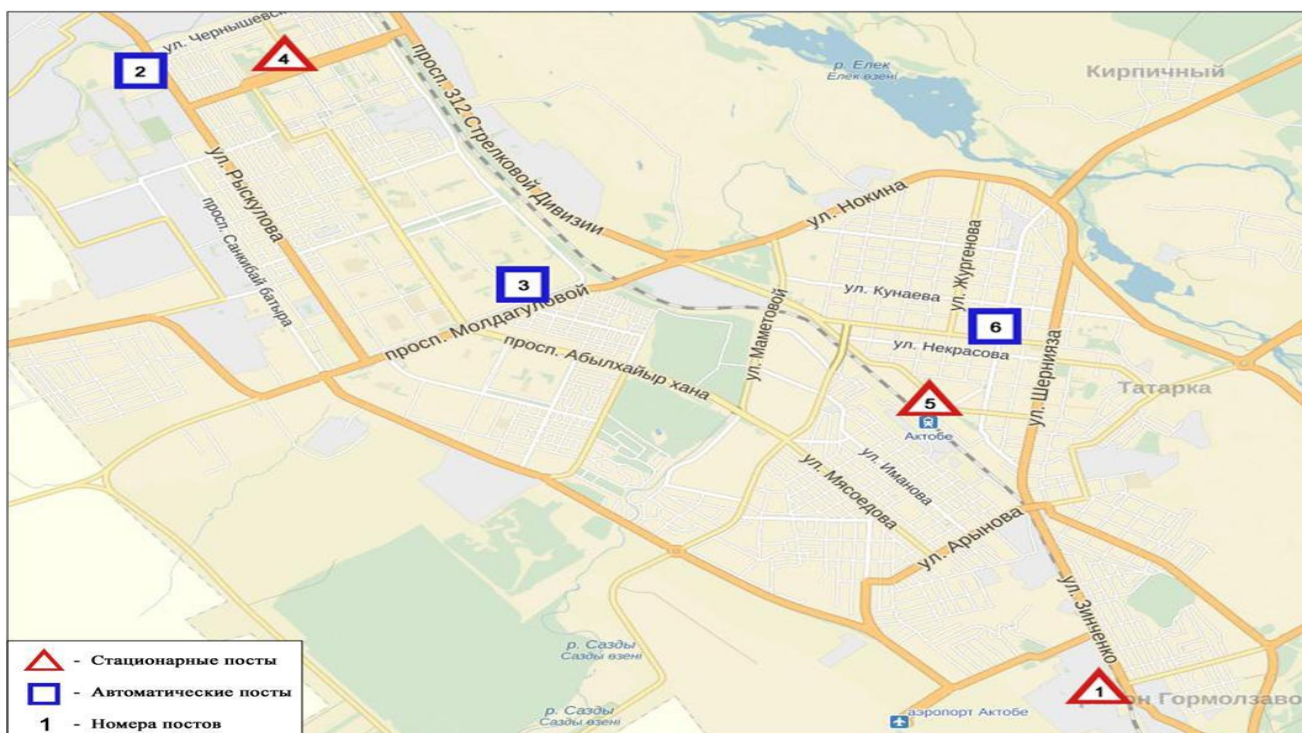 ул. Чернышевск
4
2
просп. 312 Стрелковой Дивизии
р. Елек
Елек өзені
Кирпичный
ул. Рыскулова
просп. Санкибай батыра
ул. Нокина
ул. Жургенова
3
ул. Кунаева
6
просп. Молдагуловой
ул. Маметовой
ул. Некрасова
просп. Абылхайыр хана
ул. Шернияза
Татарка
5
Актобе
ул. Иманова
ул. Мясоедова
ул. Арынова
ул. Зинченко
р. Сазды
Сазды өзені
р. Сазды
Сазды өзені
1
он Гормолзаво
аэропорт Актобе
- Стационарные посты
- Автоматические посты
1 - Номера постов